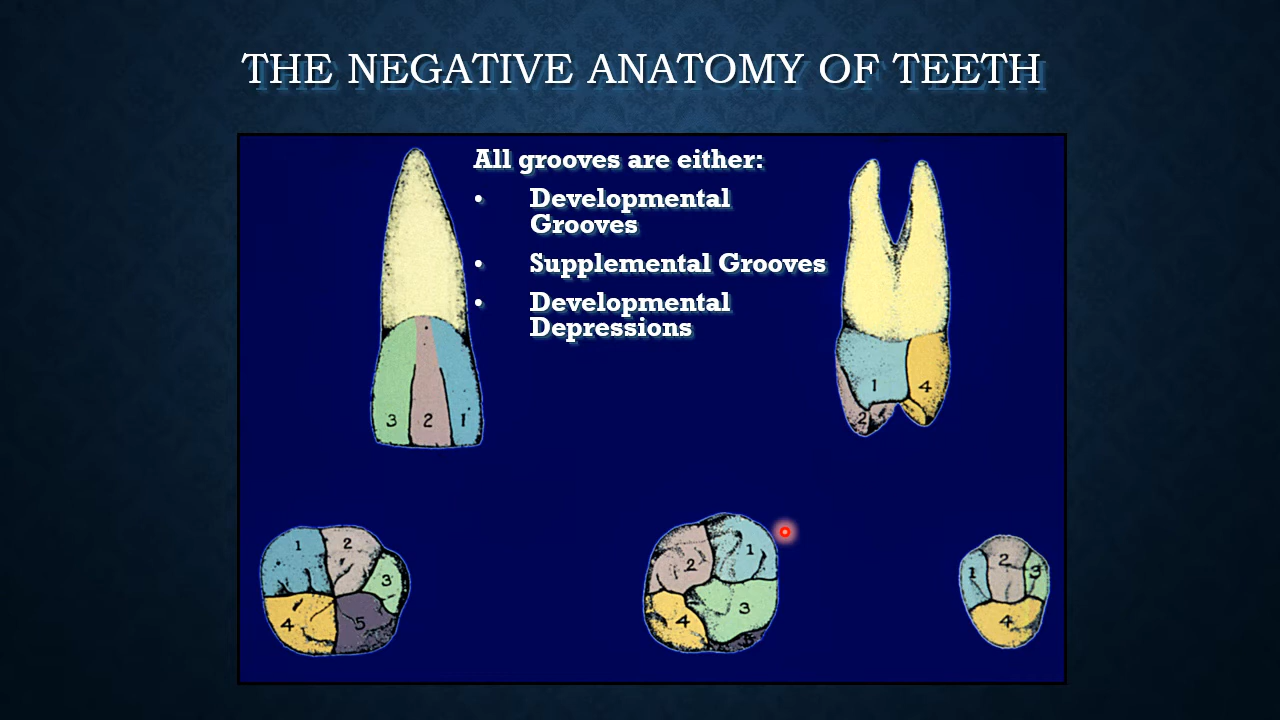 THE NEGATIVE ANATOMY OF TEETH
All grooves are either:
• Developmental
Grooves
• Supplemental Grooves
• Developmental
Depressions
3 2 1
1 4
2
1 2
3
4 5
1
2
3
4
5
1 2 3
4